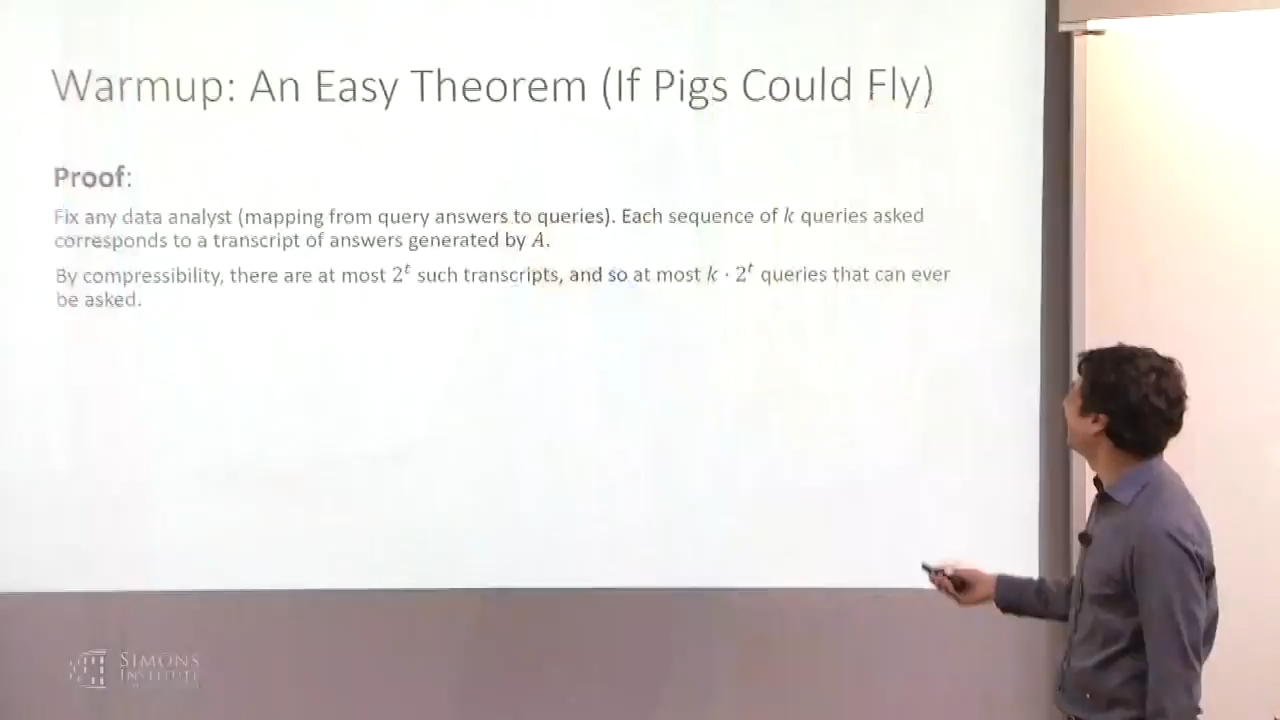 Warmup: An Easy Theorem (If Pigs Could Fly)
Proof:
Fix any data analyst (mapping from query answers to queries). Each sequence of k queries asked
corresponds to a transcript of answers generated by A.
By compressibility, there are at most 2^t such transcripts, and so at most k · 2^t queries that can ever
be asked.
SIMONS
INSTITUTE